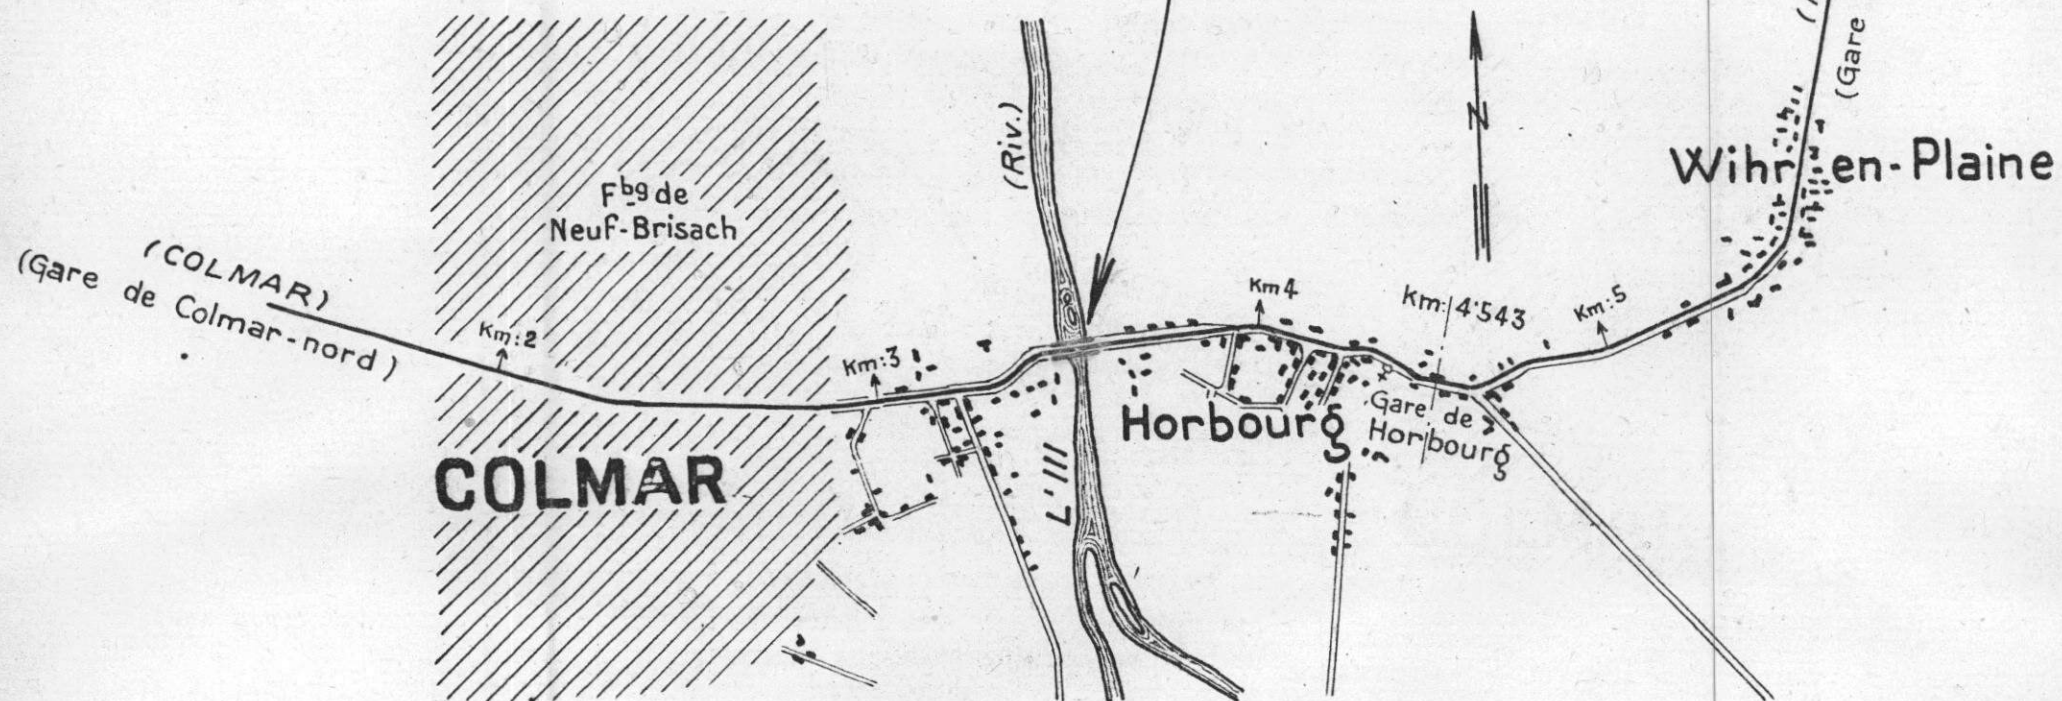 (COLMAR)
(Gare de Colmar-nord)
Km:2
Fbg de
Neuf-Brisach
COLMAR
Km:3
(Riv.)
L'Ill
Km 4
Horbourg
N
Km: 4'543
Gare de
Horbourg
Km:5
Wihr-en-Plaine
(Gare